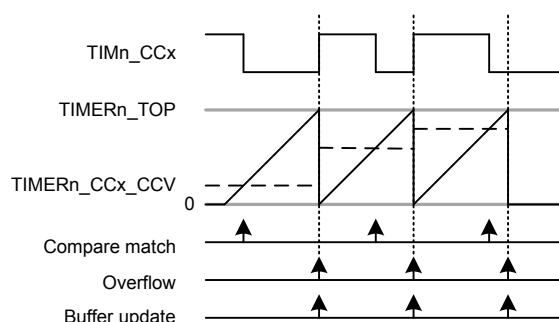 TIMn_CCx
TIMERn_TOP
TIMERn_CCx_CCV
0
Compare match
Overflow
Buffer update